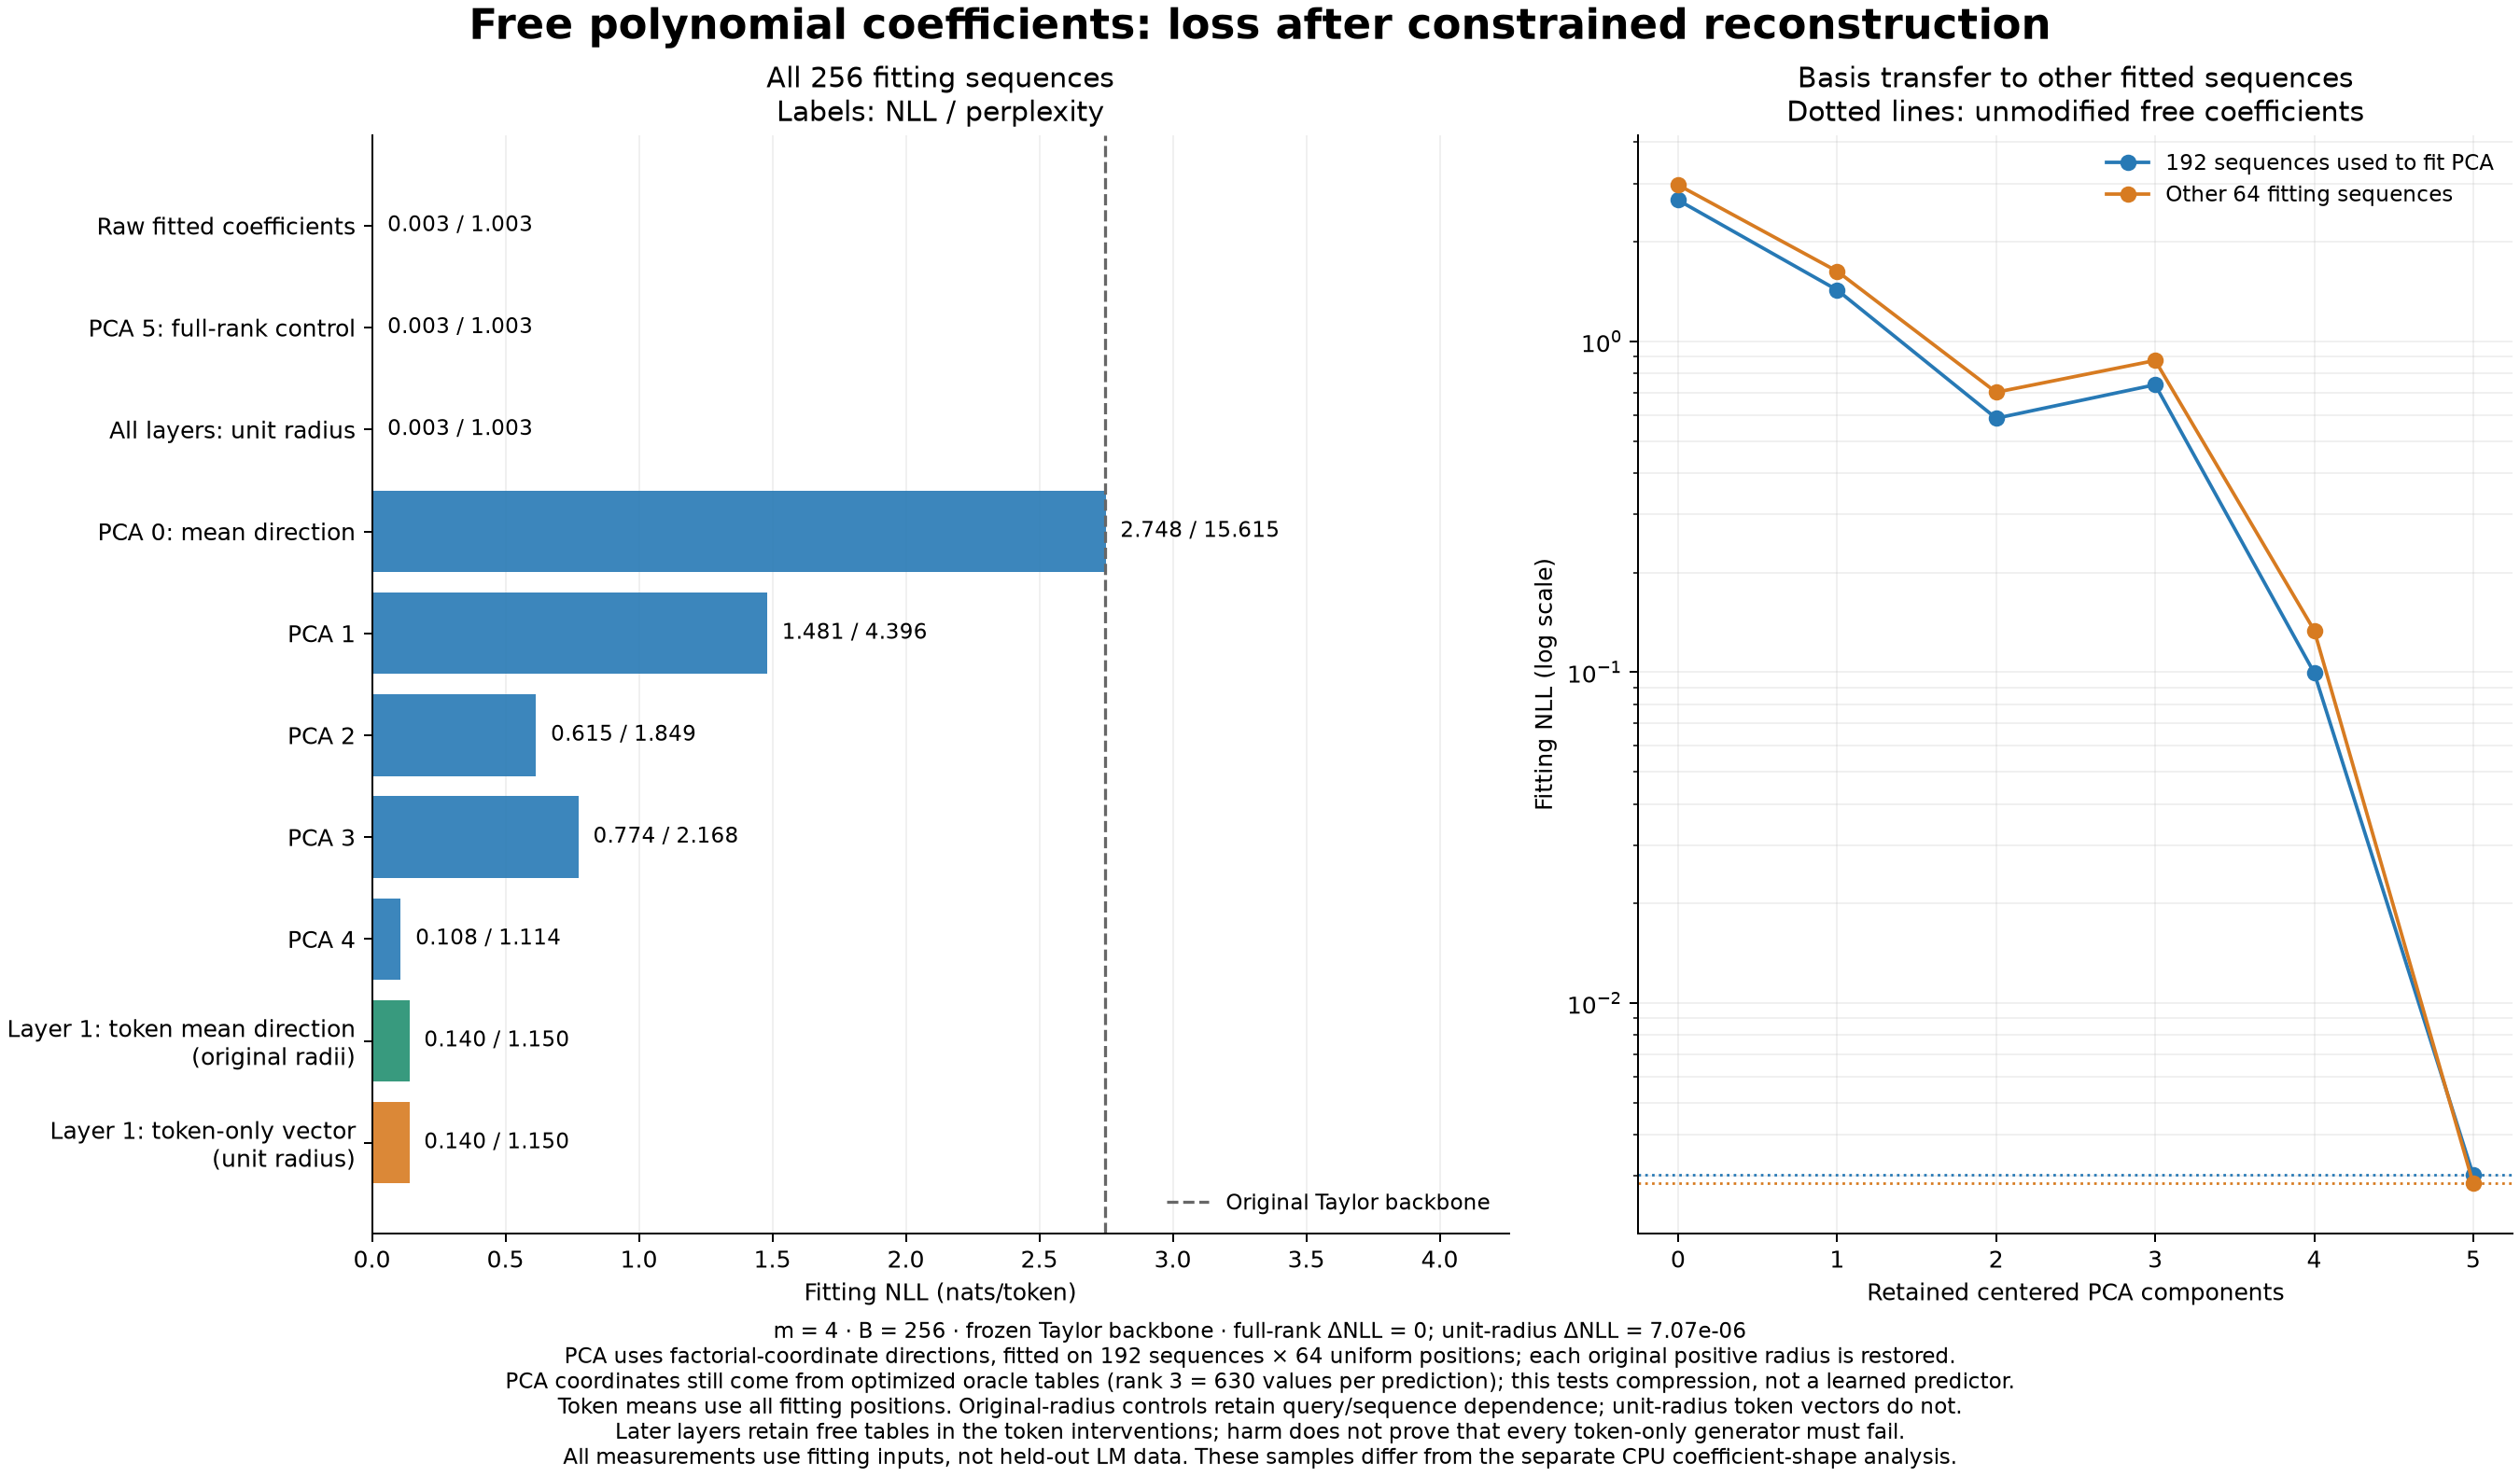 Free polynomial coefficients: loss after constrained reconstruction
All 256 fitting sequences
Labels: NLL / perplexity
Raw fitted coefficients
0.003 / 1.003
PCA 5: full-rank control
0.003 / 1.003
All layers: unit radius
0.003 / 1.003
PCA 0: mean direction
2.748 / 15.615
PCA 1
1.481 / 4.396
PCA 2
0.615 / 1.849
PCA 3
0.774 / 2.168
PCA 4
0.108 / 1.114
Layer 1: token mean direction
(original radii)
0.140 / 1.150
Layer 1: token-only vector
(unit radius)
0.140 / 1.150
Original Taylor backbone
0.0 0.5 1.0 1.5 2.0 2.5 3.0 3.5 4.0
Fitting NLL (nats/token)
Basis transfer to other fitted sequences
Dotted lines: unmodified free coefficients
192 sequences used to fit PCA
Other 64 fitting sequences
Fitting NLL (log scale)
10⁰
10⁻¹
10⁻²
0 1 2 3 4 5
Retained centered PCA components
m = 4 · B = 256 · frozen Taylor backbone · full-rank ΔNLL = 0; unit-radius ΔNLL = 7.07e-06
PCA uses factorial-coordinate directions, fitted on 192 sequences × 64 uniform positions; each original positive radius is restored.
PCA coordinates still come from optimized oracle tables (rank 3 = 630 values per prediction); this tests compression, not a learned predictor.
Token means use all fitting positions. Original-radius controls retain query/sequence dependence; unit-radius token vectors do not.
Later layers retain free tables in the token interventions; harm does not prove that every token-only generator must fail.
All measurements use fitting inputs, not held-out LM data. These samples differ from the separate CPU coefficient-shape analysis.